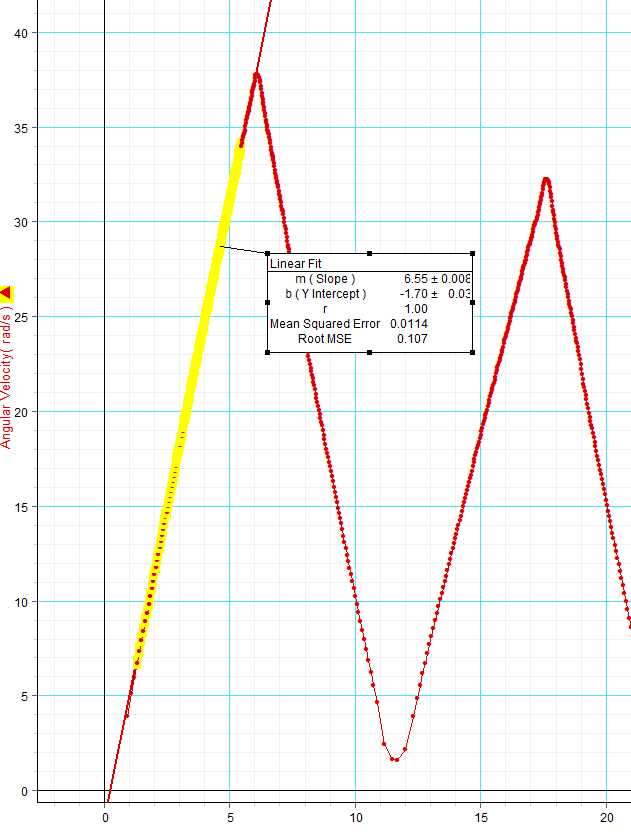 40
35
30
25
20
15
10
5
0
Angular Velocity( rad/s )
Linear Fit
m ( Slope ) 6.55 ± 0.008
b ( Y Intercept ) -1.70 ± 0.03
r 1.00
Mean Squared Error 0.0114
Root MSE 0.107
0 5 10 15 20